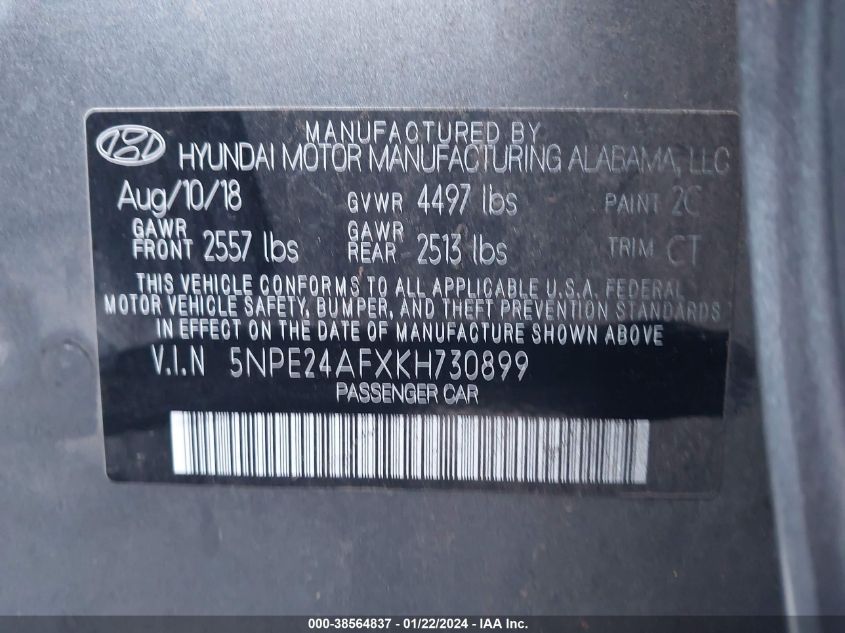 MANUFACTURED BY
HYUNDAI MOTOR MANUFACTURING ALABAMA, LLC
Aug/10/18 GVWR 4497 lbs PAINT 2C
GAWR FRONT 2557 lbs GAWR REAR 2513 lbs TRIM CT
THIS VEHICLE CONFORMS TO ALL APPLICABLE U.S.A. FEDERAL
MOTOR VEHICLE SAFETY, BUMPER, AND THEFT PREVENTION STANDARDS
IN EFFECT ON THE DATE OF MANUFACTURE SHOWN ABOVE
V.I.N 5NPE24AFXKH730899
PASSENGER CAR
000-38564837 - 01/22/2024 - COPYRIGHT IAA, LLC.